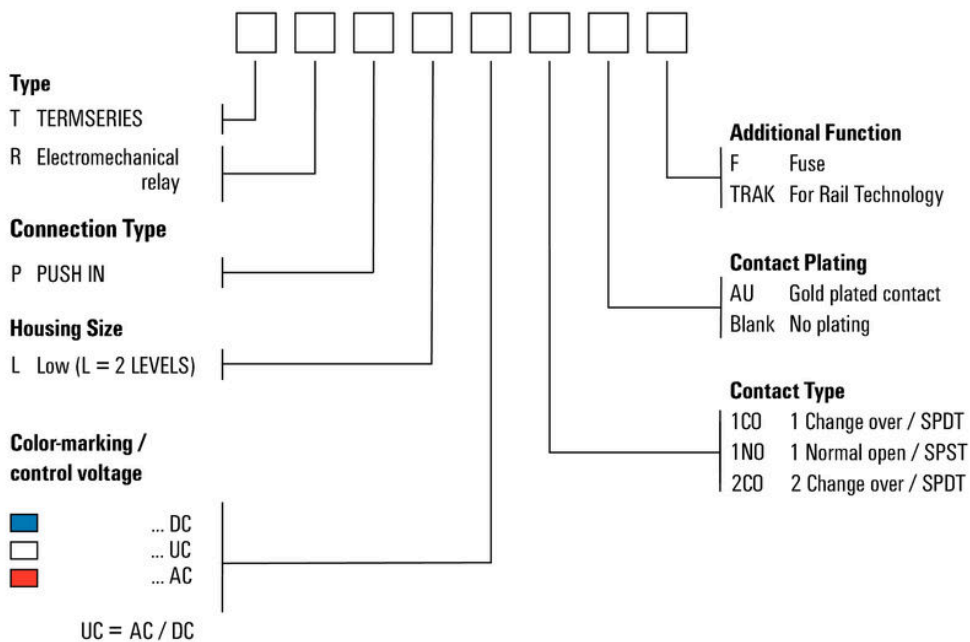 Type
T TERMSERIES
R Electromechanical
relay
Connection Type
P PUSH IN
Housing Size
L Low (L = 2 LEVELS)
Color-marking /
control voltage
... DC
... UC
... AC
UC = AC / DC
Additional Function
F Fuse
TRAK For Rail Technology
Contact Plating
AU Gold plated contact
Blank No plating
Contact Type
1CO 1 Change over / SPDT
1NO 1 Normal open / SPST
2CO 2 Change over / SPDT